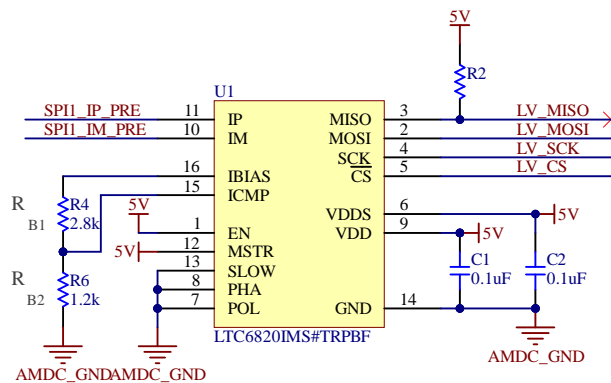 5V
R2
U1
SPI1_IP_PRE 11 IP MISO 3 LV_MISO
SPI1_IM_PRE 10 IM MOSI 2 LV_MOSI
SCK 4 LV_SCK
16 IBIAS CS 5 LV_CS
15 ICMP
R B1 R4 2.8k
VDDS 6 5V
5V 1 EN VDD 9 5V
5V 12 MSTR
R B2 R6 1.2k
13 SLOW C1 0.1uF C2 0.1uF
8 PHA
7 POL GND 14
LTC6820IMS#TRPBF
AMDC_GND AMDC_GND AMDC_GND